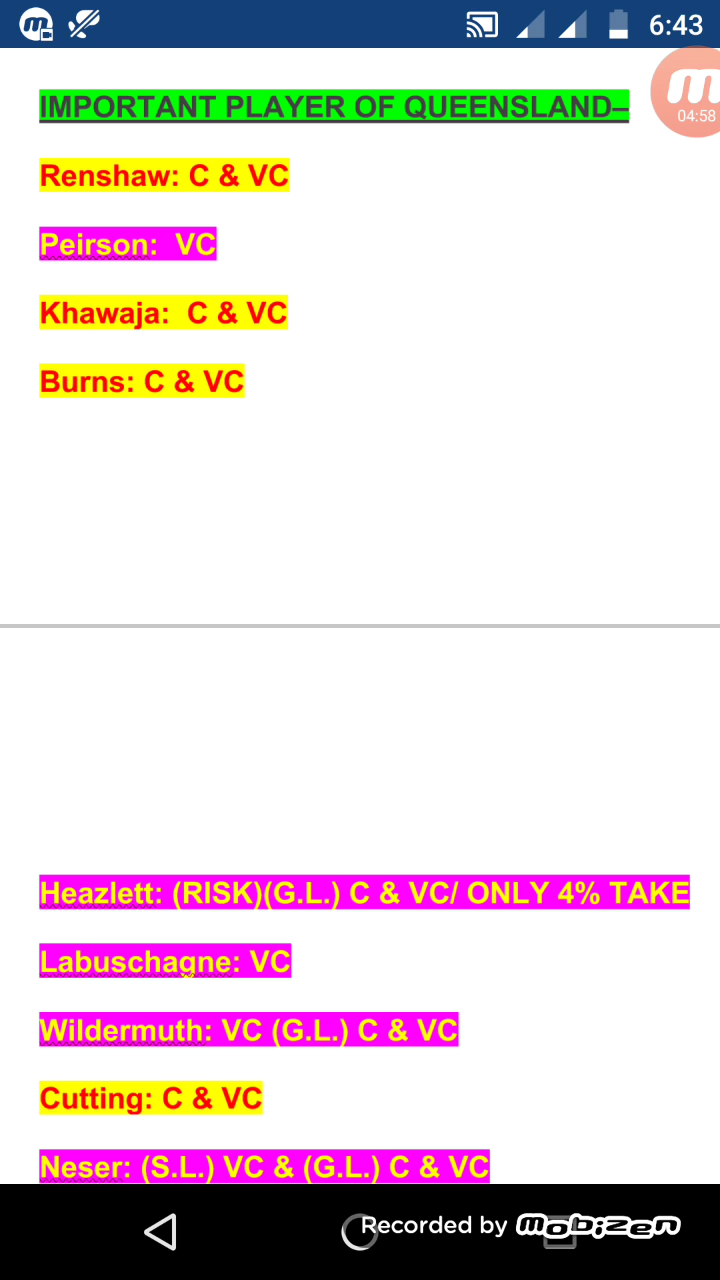 6:43
04:58
IMPORTANT PLAYER OF QUEENSLAND–
Renshaw: C & VC
Peirson:  VC
Khawaja:  C & VC
Burns: C & VC
Heazlett: (RISK)(G.L.) C & VC/ ONLY 4% TAKE
Labuschagne: VC
Wildermuth: VC (G.L.) C & VC
Cutting: C & VC
Neser: (S.L.) VC & (G.L.) C & VC
Recorded by mobizen